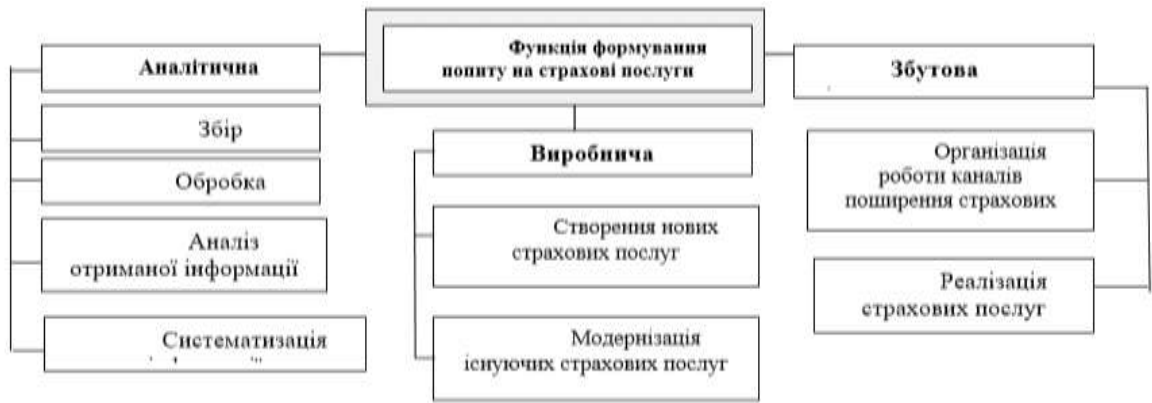 Функція формування
попиту на страхові послуги
Аналітична
Збір
Обробка
Аналіз
отриманої інформації
Систематизація
Виробнича
Створення нових
страхових послуг
Модернізація
існуючих страхових послуг
Збутова
Організація
роботи каналів
поширення страхових
Реалізація
страхових послуг